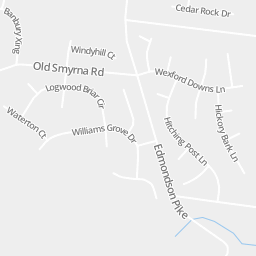 Cedar Rock Dr
Banbury Xing
Windyhill Ct
Old Smyrna Rd
Wexford Downs Ln
Logwood Briar Cir
Waterton Ct
Williams Grove Dr
Hitching Post Ln
Hickory Bark Ln
Edmondson Pike